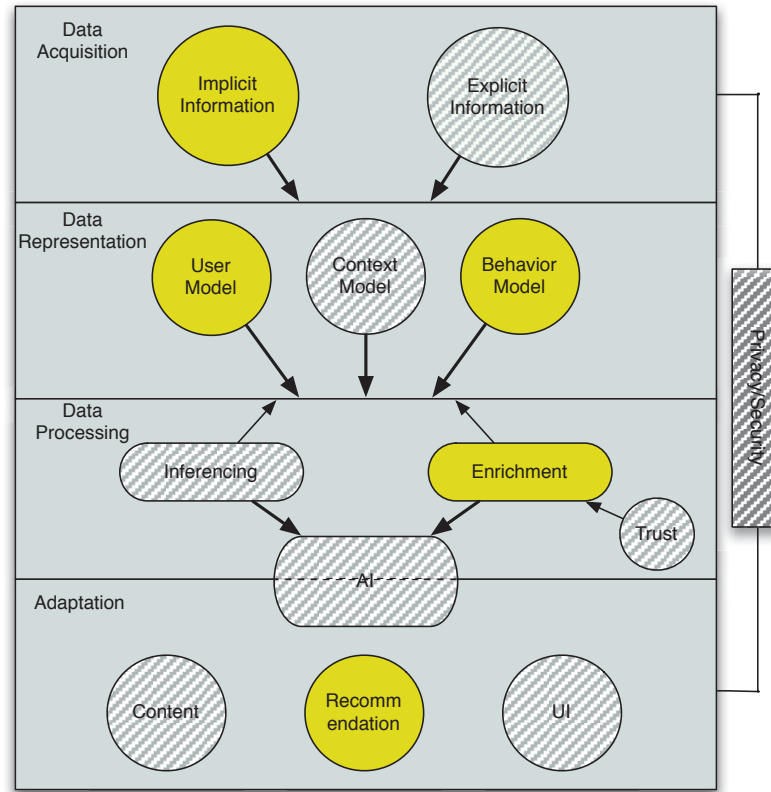 Data
Acquisition
Implicit
Information
Explicit
Information
Data
Representation
User
Model
Context
Model
Behavior
Model
Privacy/Security
Data
Processing
Inferencing
Enrichment
Trust
AI
Adaptation
Content
Recomm
endation
UI